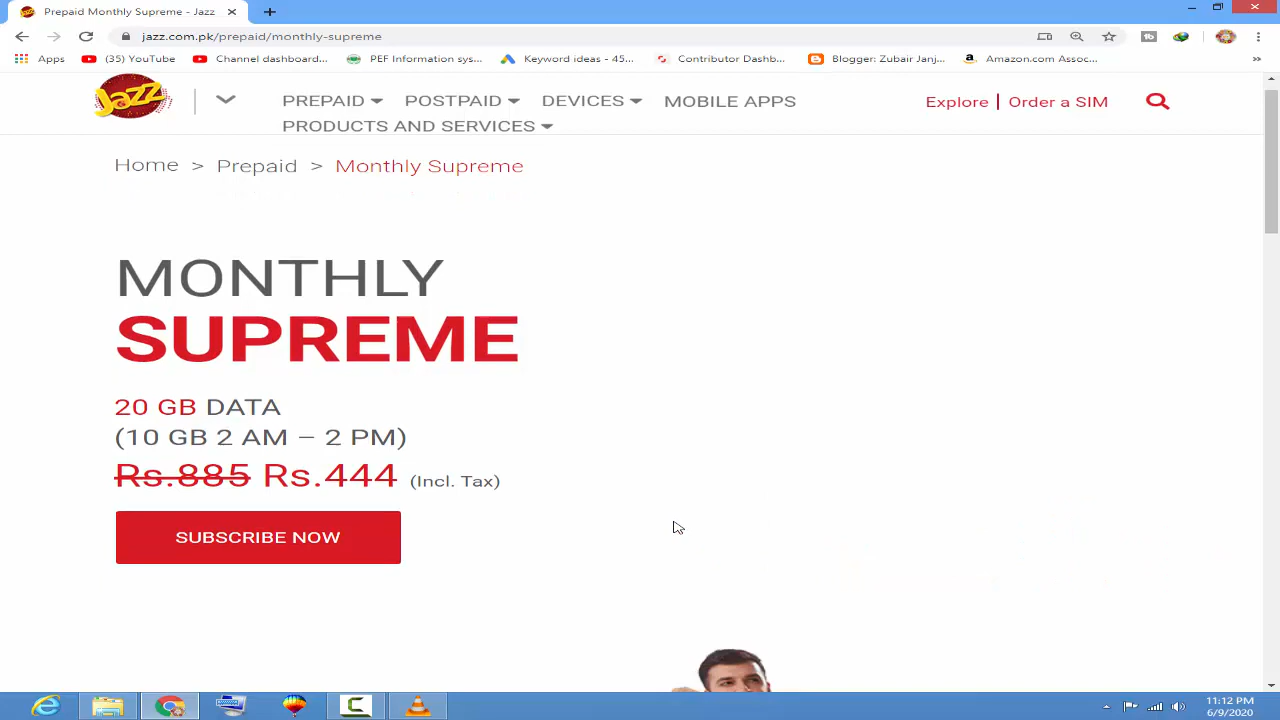 Prepaid Monthly Supreme - Jazz
jazz.com.pk/prepaid/monthly-supreme
Apps (33) YouTube Channel dashboard... PEF Information sys... Keyword ideas - 45... Contributor Dashb... Blogger: Zubair Janj... Amazon.com Assoc... »
Jazz PREPAID POSTPAID DEVICES MOBILE APPS Explore | Order a SIM
PRODUCTS AND SERVICES
Home > Prepaid > Monthly Supreme
MONTHLY
SUPREME
20 GB DATA
(10 GB 2 AM – 2 PM)
Rs.885 Rs.444 (Incl. Tax)
SUBSCRIBE NOW
11:12 PM
6/9/2020